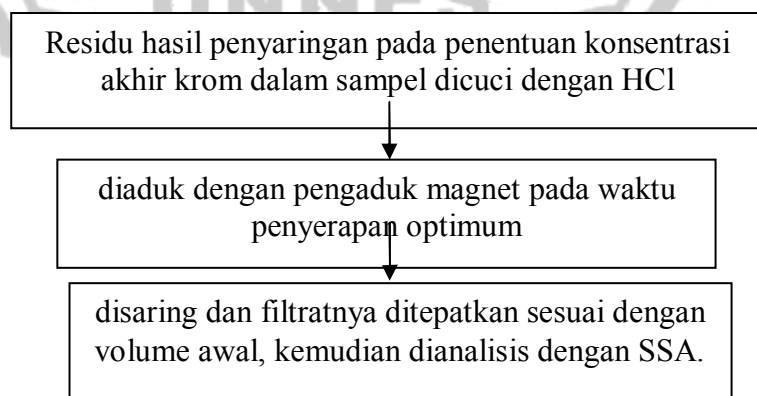 UNNES
Residu hasil penyaringan pada penentuan konsentrasi
akhir krom dalam sampel dicuci dengan HCl
diaduk dengan pengaduk magnet pada waktu
penyerapan optimum
disaring dan filtratnya ditepatkan sesuai dengan
volume awal, kemudian dianalisis dengan SSA.